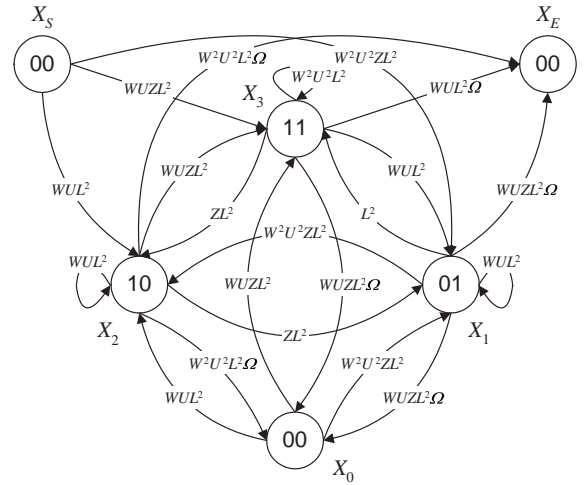 X_S
X_E
00
00
W²U²L²Ω
W²U²ZL²
W²U²L²
WUZL²
WUL²Ω
X_3
11
WUL²
WUZL²
WUL²
WUZL²Ω
ZL²
L²
W²U²ZL²
WUL²
WUL²
10
01
WUZL²
WUZL²Ω
X_2
X_1
ZL²
W²U²L²Ω
W²U²ZL²
WUL²
WUZL²Ω
00
X_0